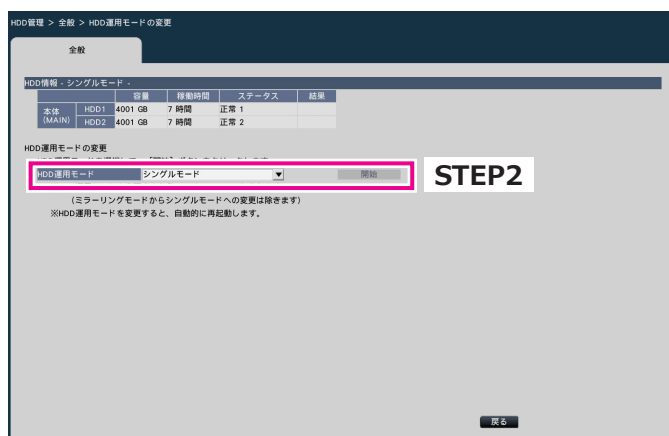 HDD管理 > 全般 > HDD運用モードの変更
全般
HDD情報 - シングルモード -
容量 稼働時間 ステータス 結果
本体 (MAIN) HDD1 4001 GB 7 時間 正常 1
HDD2 4001 GB 7 時間 正常 2
HDD運用モードの変更
HDD運用モード シングルモード 開始
STEP2
(ミラーリングモードからシングルモードへの変更は除きます)
※HDD運用モードを変更すると、自動的に再起動します。
戻る